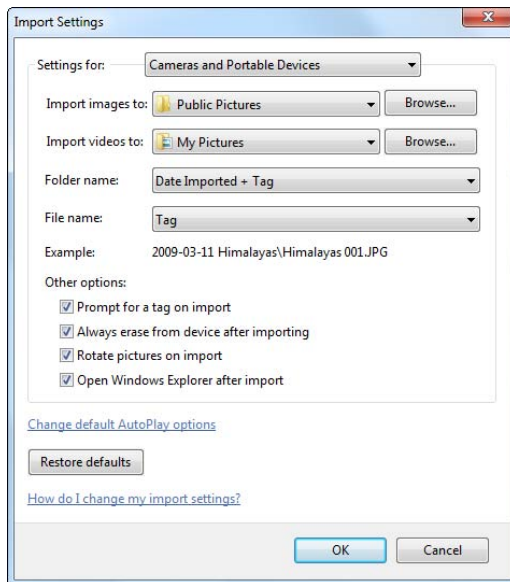 Import Settings
Settings for: Cameras and Portable Devices
Import images to: Public Pictures Browse...
Import videos to: My Pictures Browse...
Folder name: Date Imported + Tag
File name: Tag
Example: 2009-03-11 Himalayas\Himalayas 001.JPG
Other options:
Prompt for a tag on import
Always erase from device after importing
Rotate pictures on import
Open Windows Explorer after import
Change default AutoPlay options
Restore defaults
How do I change my import settings?
OK Cancel